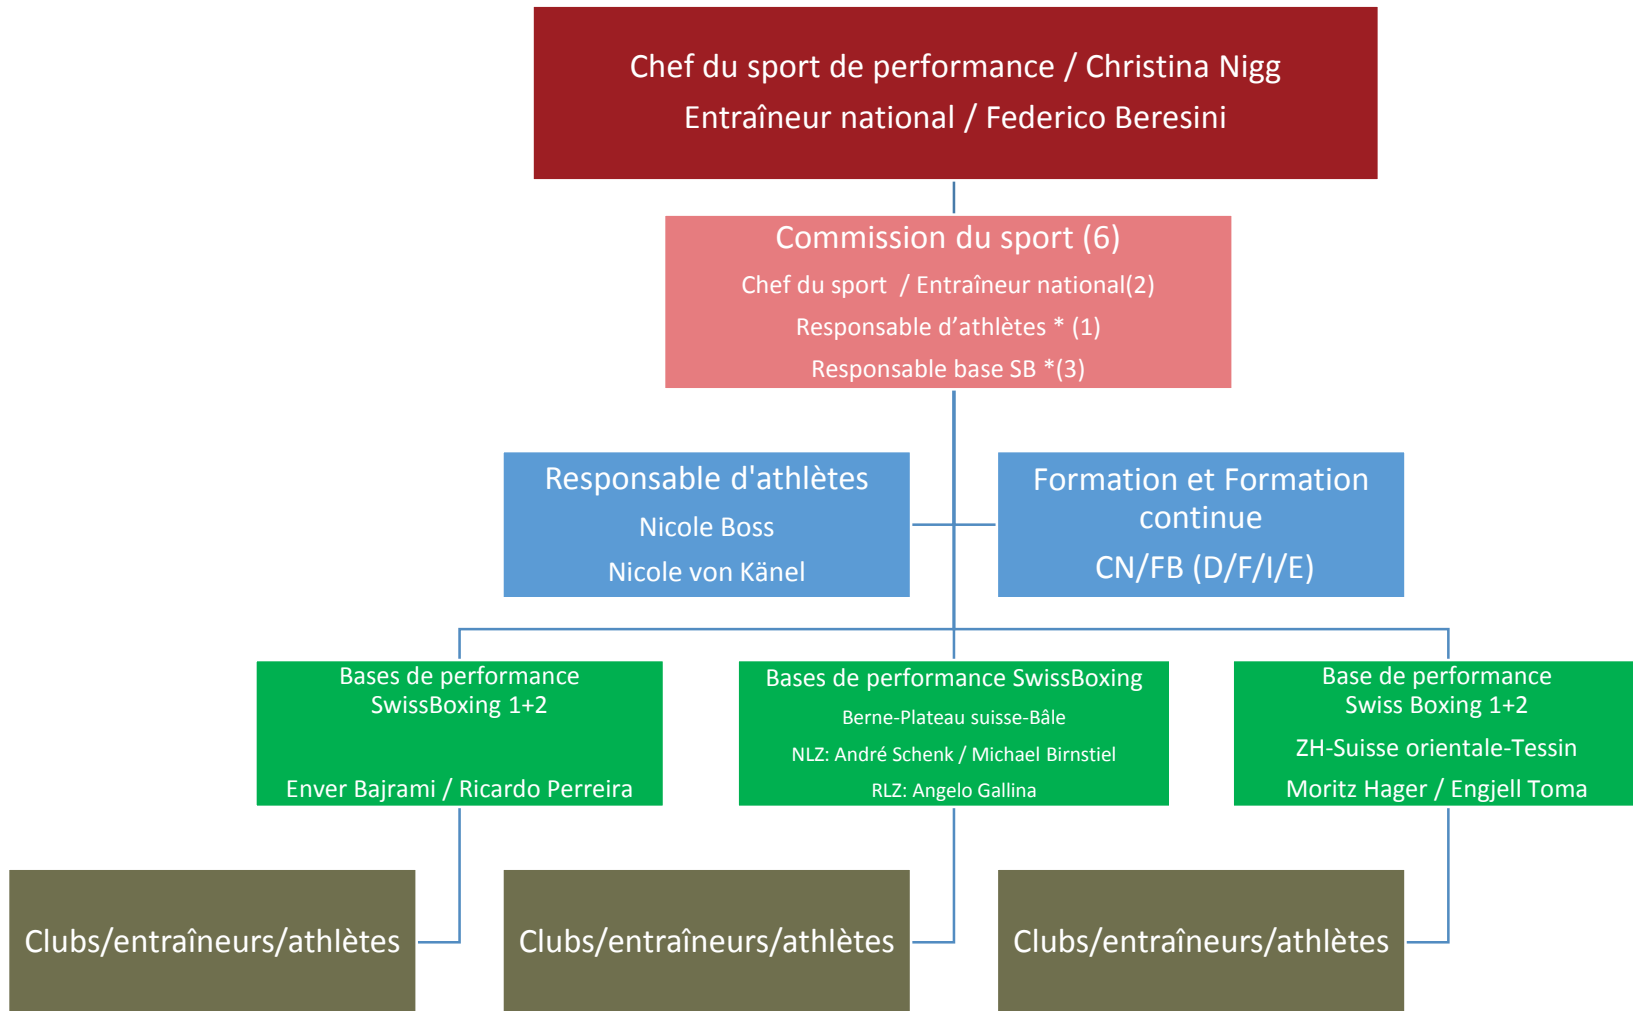 Chef du sport de performance / Christina Nigg
Entraîneur national / Federico Beresini
Commission du sport (6)
Chef du sport  / Entraîneur national(2)
Responsable d’athlètes * (1)
Responsable base SB *(3)
Responsable d'athlètes
Nicole Boss
Nicole von Känel
Formation et Formation
continue
CN/FB (D/F/I/E)
Bases de performance
SwissBoxing 1+2
Enver Bajrami / Ricardo Perreira
Bases de performance SwissBoxing
Berne-Plateau suisse-Bâle
NLZ: André Schenk / Michael Birnstiel
RLZ: Angelo Gallina
Base de performance
Swiss Boxing 1+2
ZH-Suisse orientale-Tessin
Moritz Hager / Engjell Toma
Clubs/entraîneurs/athlètes
Clubs/entraîneurs/athlètes
Clubs/entraîneurs/athlètes